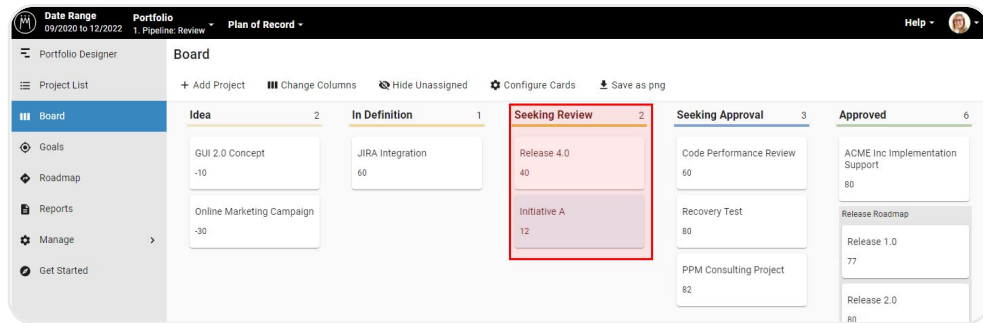 Date Range
09/2020 to 12/2022
Portfolio
1. Pipeline: Review
Plan of Record
Help
Portfolio Designer
Project List
Board
Goals
Roadmap
Reports
Manage
Get Started
Board
+ Add Project
Change Columns
Hide Unassigned
Configure Cards
Save as png
Idea 2
GUI 2.0 Concept
-10
Online Marketing Campaign
-30
In Definition 1
JIRA Integration
60
Seeking Review 2
Release 4.0
40
Initiative A
12
Seeking Approval 3
Code Performance Review
60
Recovery Test
80
PPM Consulting Project
82
Approved 6
ACME Inc Implementation
Support
80
Release Roadmap
Release 1.0
77
Release 2.0
80